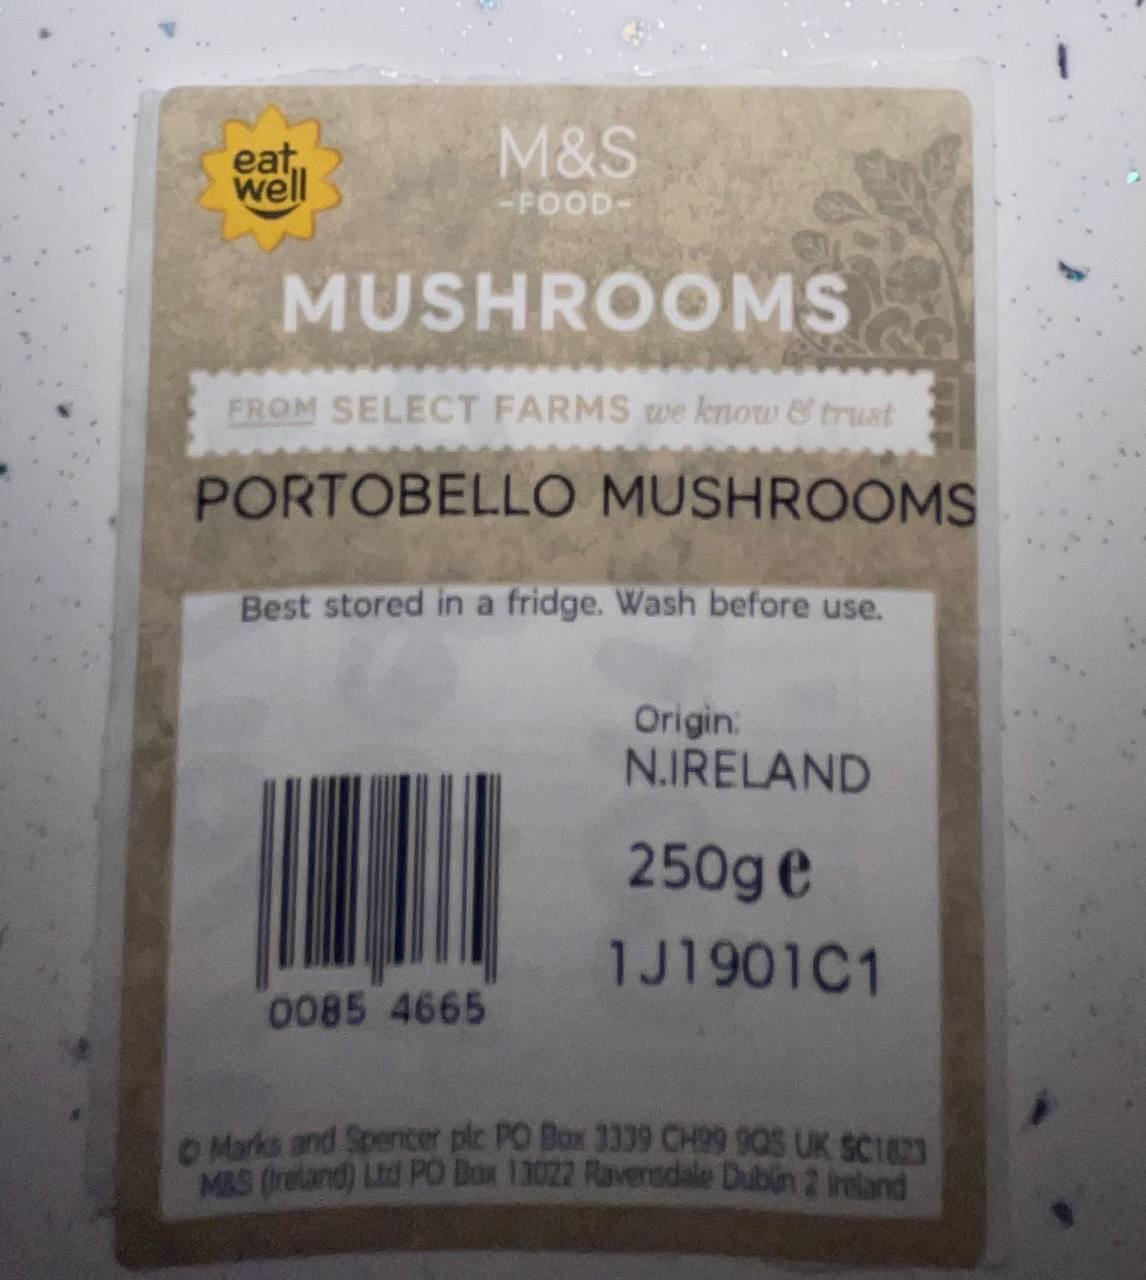 eat
well
M&S
-FOOD-
MUSHROOMS
FROM SELECT FARMS we know & trust
PORTOBELLO MUSHROOMS
Best stored in a fridge. Wash before use.
Origin:
N.IRELAND
250g e
1J1901C1
0085 4665
© Marks and Spencer plc PO Box 3339 CH99 9QS UK SC1823
M&S (Ireland) Ltd PO Box 13022 Ravensdale Dublin 2 Ireland